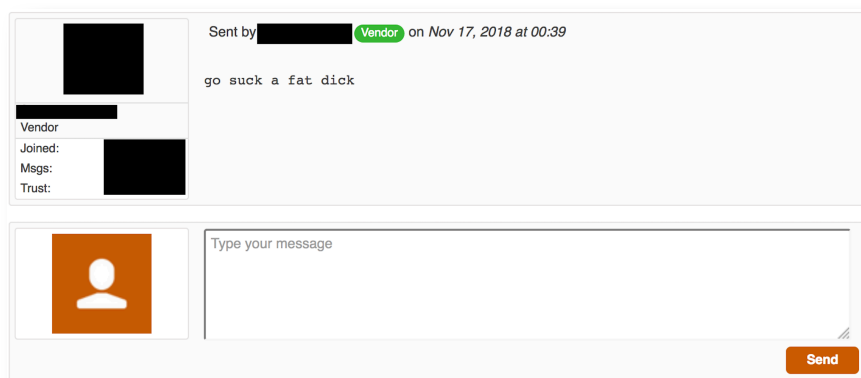 Sent by Vendor on Nov 17, 2018 at 00:39
go suck a fat dick
Vendor
Joined:
Msgs:
Trust:
Type your message
Send